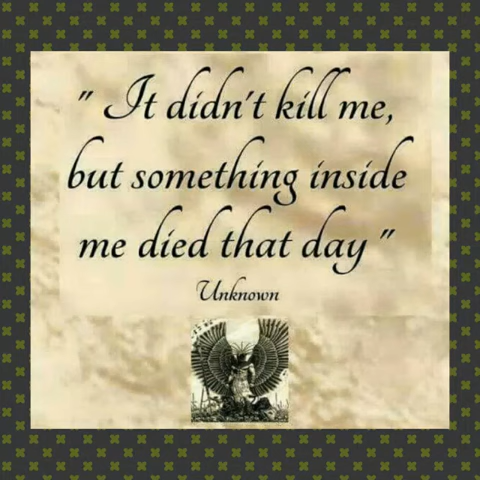 " It didn't kill me,
but something inside
me died that day "
Unknown